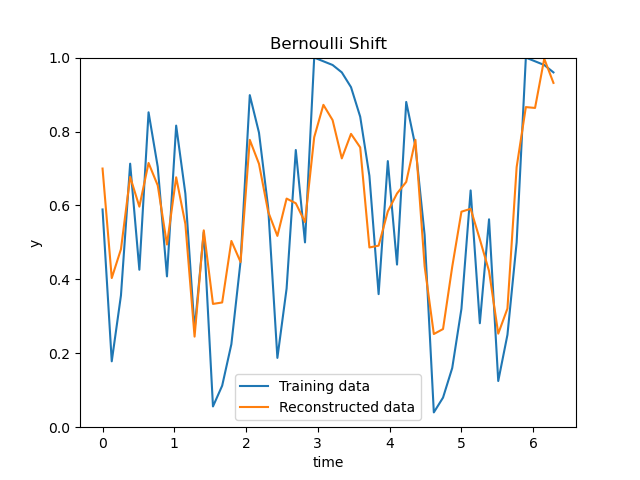 Bernoulli Shift
1.0
0.8
0.6
0.4
0.2
0.0
y
Training data
Reconstructed data
0 1 2 3 4 5 6
time